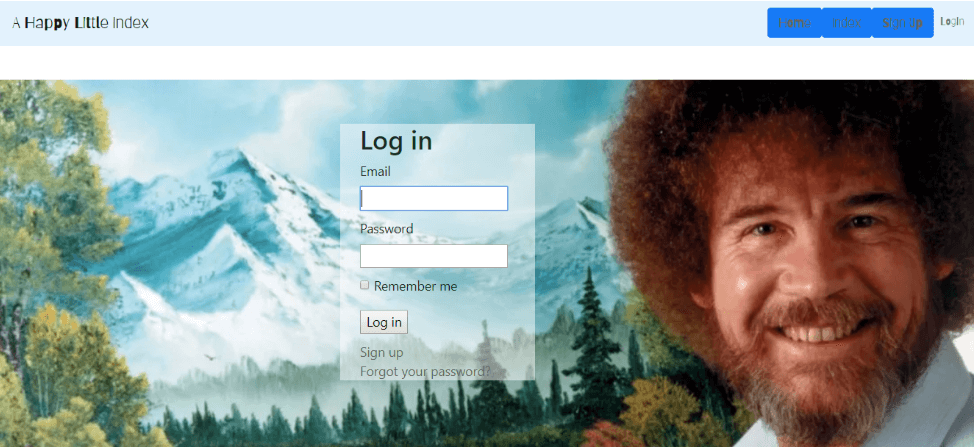 A Happy Little Index
Home Index Sign Up Login
Log in
Email
Password
Remember me
Log in
Sign up
Forgot your password?